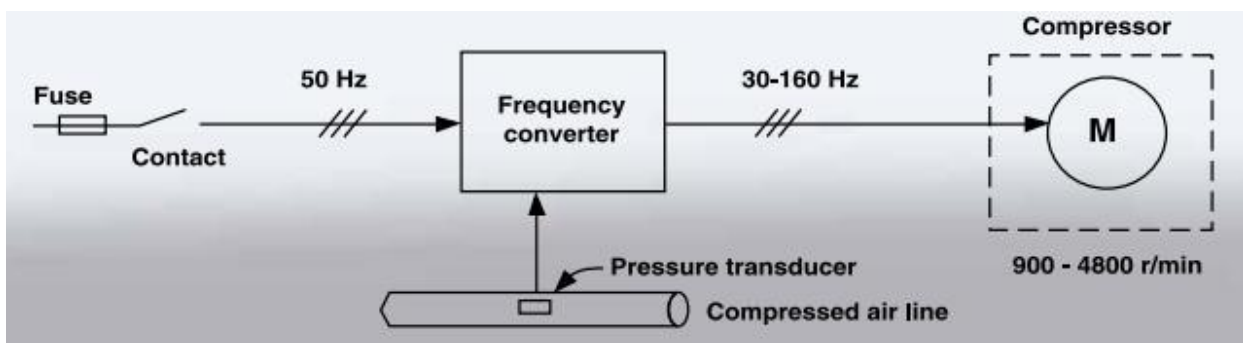 Compressor
50 Hz
30-160 Hz
Fuse
Frequency
converter
M
Contact
Pressure transducer
900 - 4800 r/min
Compressed air line